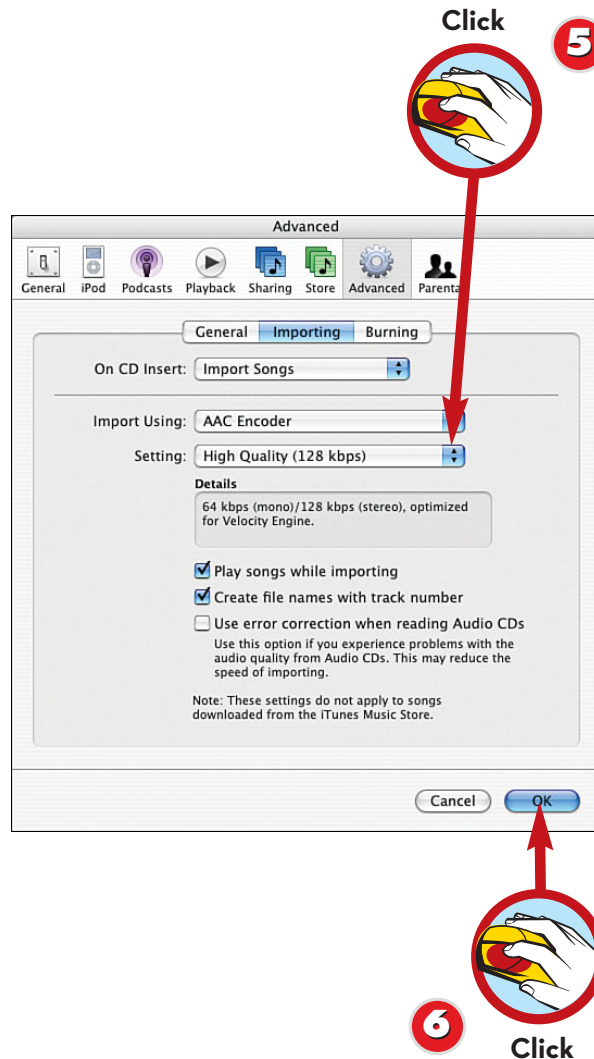 Click
5
Advanced
General iPod Podcasts Playback Sharing Store Advanced Parenta
General Importing Burning
On CD Insert: Import Songs
Import Using: AAC Encoder
Setting: High Quality (128 kbps)
Details
64 kbps (mono)/128 kbps (stereo), optimized
for Velocity Engine.
Play songs while importing
Create file names with track number
Use error correction when reading Audio CDs
Use this option if you experience problems with the
audio quality from Audio CDs. This may reduce the
speed of importing.
Note: These settings do not apply to songs
downloaded from the iTunes Music Store.
Cancel OK
6
Click